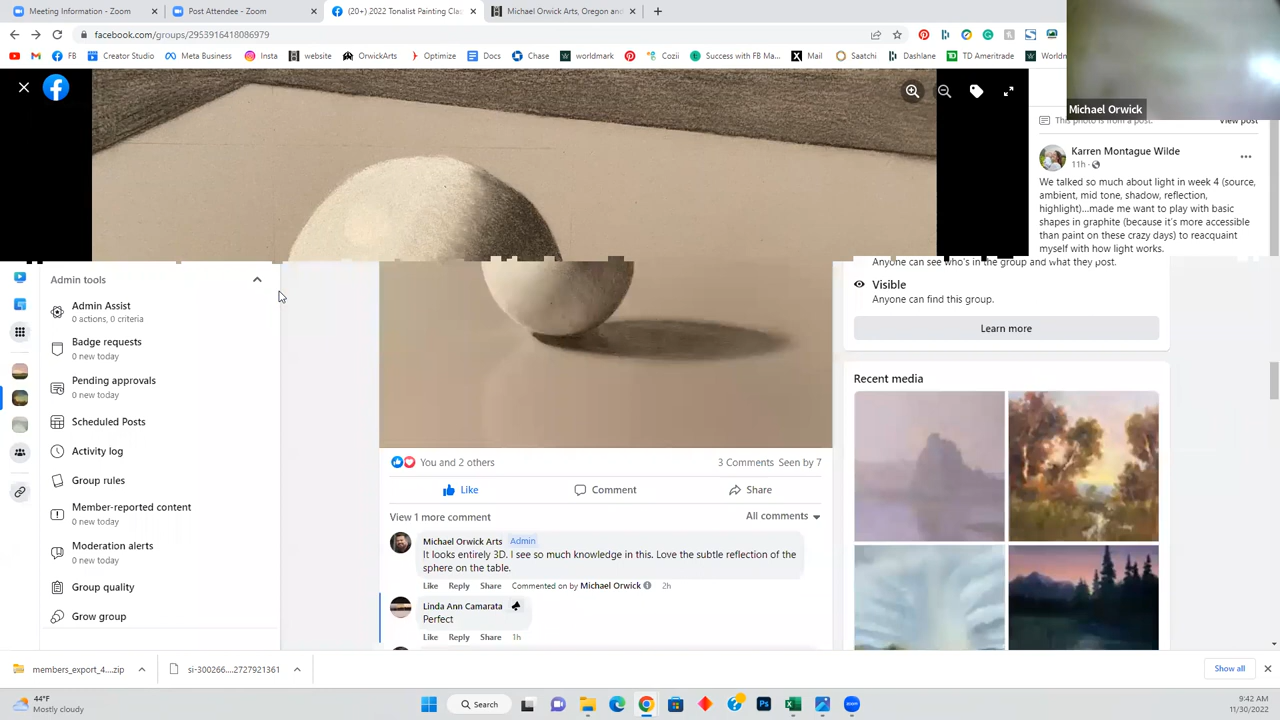 Meeting Information - Zoom
Post Attendee - Zoom
(20+) 2022 Tonalist Painting Clas
Michael Orwick Arts, Oregon and
facebook.com/groups/2953916418086979
M
FB
Creator Studio
Meta Business
Insta
website
OrwickArts
Optimize
Docs
Chase
worldmark
Cozii
Success with FB Ma...
Mail
Saatchi
Dashlane
TD Ameritrade
Michael Orwick
This photo is from a post.
View post
Karren Montague Wilde
11h
We talked so much about light in week 4 (source,
ambient, mid tone, shadow, reflection,
highlight)...made me want to play with basic
shapes in graphite (because it's more accessible
than paint on these crazy days) to reacquaint
myself with how light works.
Anyone can see who's in the group and what they post.
Visible
Anyone can find this group.
Learn more
Recent media
Admin tools
Admin Assist
0 actions, 0 criteria
Badge requests
0 new today
Pending approvals
0 new today
Scheduled Posts
Activity log
Group rules
Member-reported content
0 new today
Moderation alerts
0 new today
Group quality
Grow group
You and 2 others
3 Comments Seen by 7
Like
Comment
Share
View 1 more comment
All comments
Michael Orwick Arts Admin
It looks entirely 3D. I see so much knowledge in this. Love the subtle reflection of the
sphere on the table.
Like Reply Share Commented on by Michael Orwick 2h
Linda Ann Camarata
Perfect
Like Reply Share 1h
members_export_4....zip
si-300266....2727921361
Show all
44°F
Mostly cloudy
Search
zoom
9:42 AM
11/30/2022